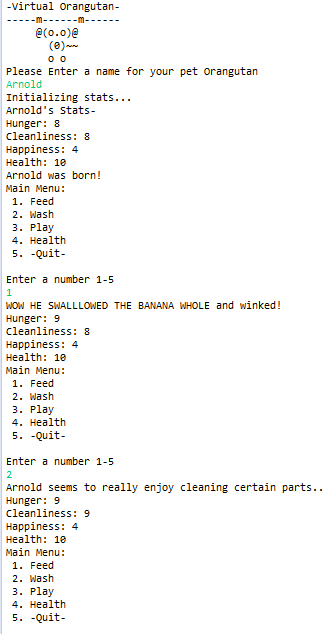 -Virtual Orangutan-
-----m------m------
     @(o.o)@
       (0)~~
       o o
Please Enter a name for your pet Orangutan
Arnold
Initializing stats...
Arnold's Stats-
Hunger: 8
Cleanliness: 8
Happiness: 4
Health: 10
Arnold was born!
Main Menu:
 1. Feed
 2. Wash
 3. Play
 4. Health
 5. -Quit-

Enter a number 1-5
1
WOW HE SWALLLOWED THE BANANA WHOLE and winked!
Hunger: 9
Cleanliness: 8
Happiness: 4
Health: 10
Main Menu:
 1. Feed
 2. Wash
 3. Play
 4. Health
 5. -Quit-

Enter a number 1-5
2
Arnold seems to really enjoy cleaning certain parts..
Hunger: 9
Cleanliness: 9
Happiness: 4
Health: 10
Main Menu:
 1. Feed
 2. Wash
 3. Play
 4. Health
 5. -Quit-